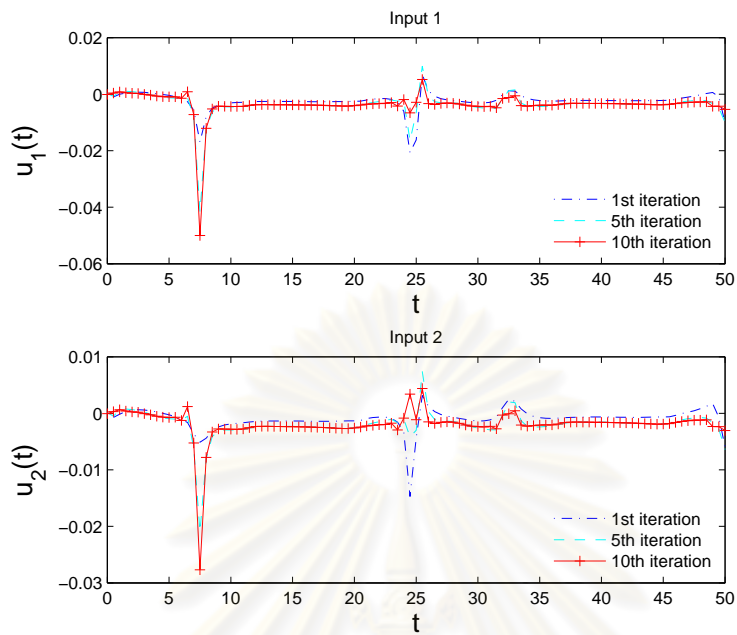 Input 1
0.02
0
−0.02
−0.04
−0.06
u_1(t)
1st iteration
5th iteration
10th iteration
0 5 10 15 20 25 30 35 40 45 50
t
Input 2
0.01
0
−0.01
−0.02
−0.03
u_2(t)
1st iteration
5th iteration
10th iteration
0 5 10 15 20 25 30 35 40 45 50
t